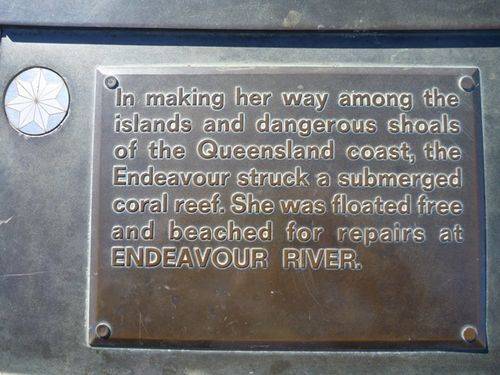 In making her way among the
islands and dangerous shoals
of the Queensland coast, the
Endeavour struck a submerged
coral reef. She was floated free
and beached for repairs at
ENDEAVOUR RIVER.